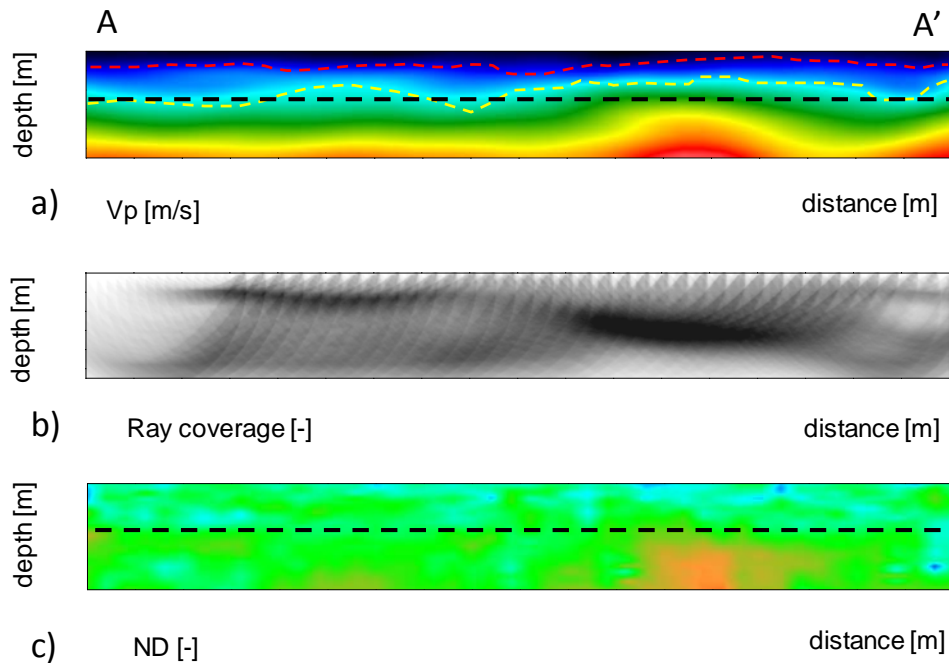 A A’
depth [m]
a) Vp [m/s] distance [m]
depth [m]
b) Ray coverage [-] distance [m]
depth [m]
c) ND [-] distance [m]